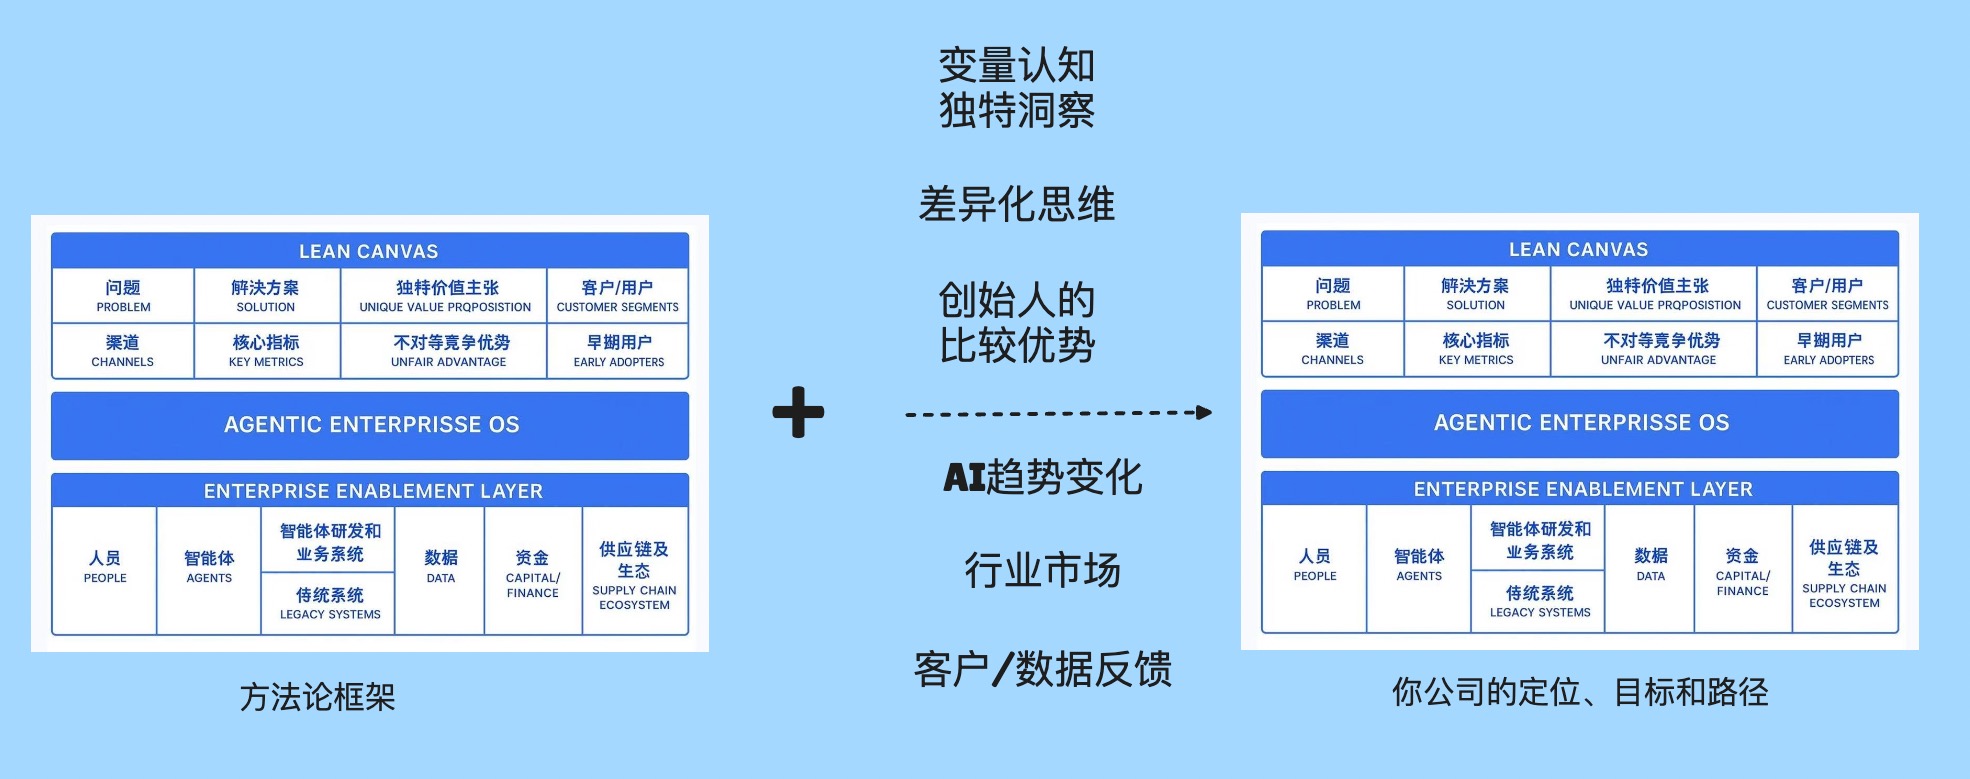 变量认知
独特洞察
差异化思维
创始人的
比较优势
+
AI趋势变化
行业市场
客户/数据反馈
LEAN CANVAS
问题
PROBLEM
解决方案
SOLUTION
独特价值主张
UNIQUE VALUE PRQPOSISTION
客户/用户
CUSTOMER SEGMENTS
渠道
CHANNELS
核心指标
KEY METRICS
不对等竞争优势
UNFAIR ADVANTAGE
早期用户
EARLY ADOPTERS
AGENTIC ENTERPRISSE OS
ENTERPRISE ENABLEMENT LAYER
人员
PEOPLE
智能体
AGENTS
智能体研发和
业务系统
传统系统
LEGACY SYSTEMS
数据
DATA
资金
CAPITAL/
FINANCE
供应链及
生态
SUPPLY CHAIN
ECOSYSTEM
方法论框架
LEAN CANVAS
问题
PROBLEM
解决方案
SOLUTION
独特价值主张
UNIQUE VALUE PRQPOSISTION
客户/用户
CUSTOMER SEGMENTS
渠道
CHANNELS
核心指标
KEY METRICS
不对等竞争优势
UNFAIR ADVANTAGE
早期用户
EARLY ADOPTERS
AGENTIC ENTERPRISSE OS
ENTERPRISE ENABLEMENT LAYER
人员
PEOPLE
智能体
AGENTS
智能体研发和
业务系统
传统系统
LEGACY SYSTEMS
数据
DATA
资金
CAPITAL/
FINANCE
供应链及
生态
SUPPLY CHAIN
ECOSYSTEM
你公司的定位、目标和路径